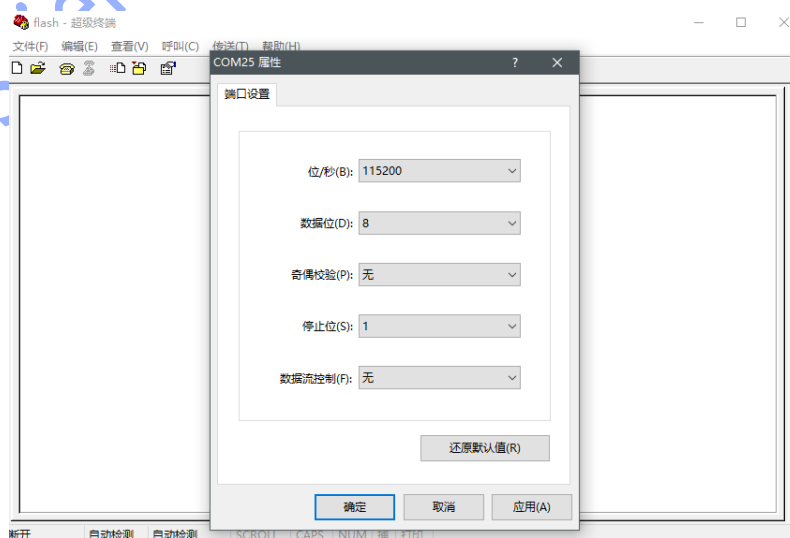 flash - 超级终端
文件(F) 编辑(E) 查看(V) 呼叫(C) 传送(T) 帮助(H)
COM25 属性
端口设置
位/秒(B): 115200
数据位(D): 8
奇偶校验(P): 无
停止位(S): 1
数据流控制(F): 无
还原默认值(R)
确定 取消 应用(A)
断开 自动检测 自动检测 SCROLL CAPS NUM 捕 打印